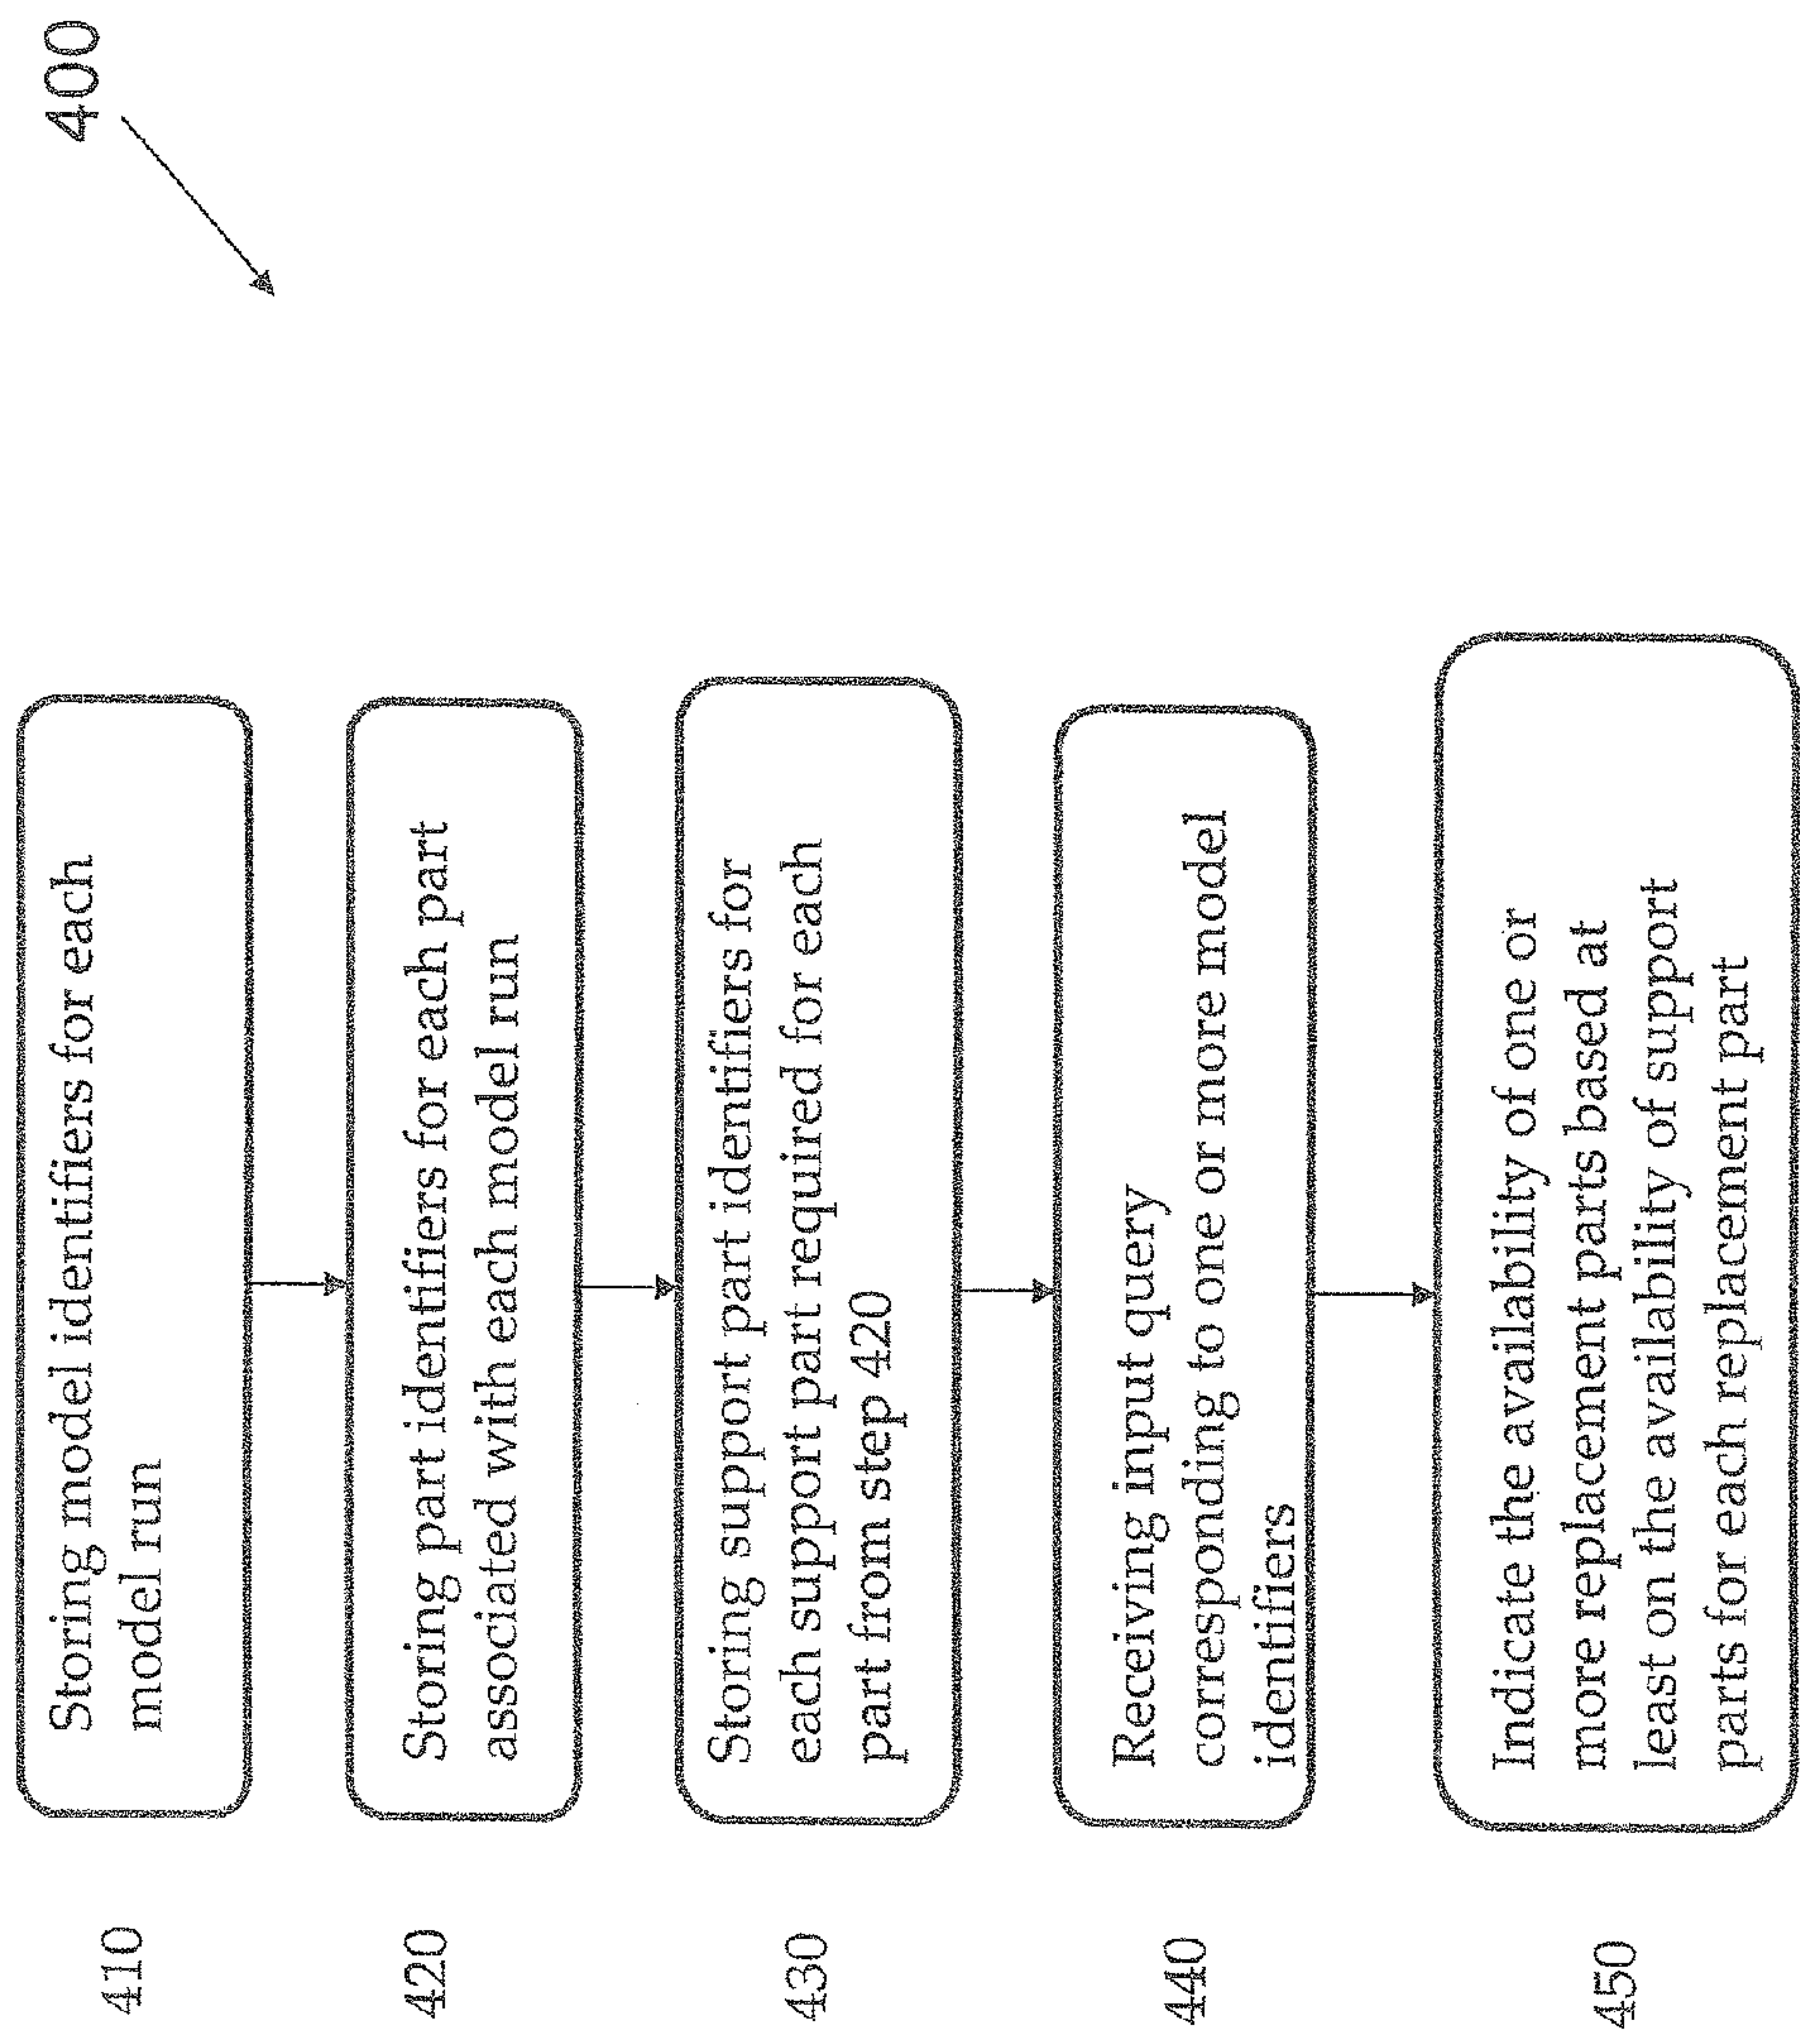 400
410
Storing model identifiers for each
model run
420
Storing part identifiers for each part
associated with each model run
430
Storing support part identifiers for
each support part required for each
part from step 420
440
Receiving input query
corresponding to one or more model
identifiers
450
Indicate the availability of one or
more replacement parts based at
least on the availability of support
parts for each replacement part